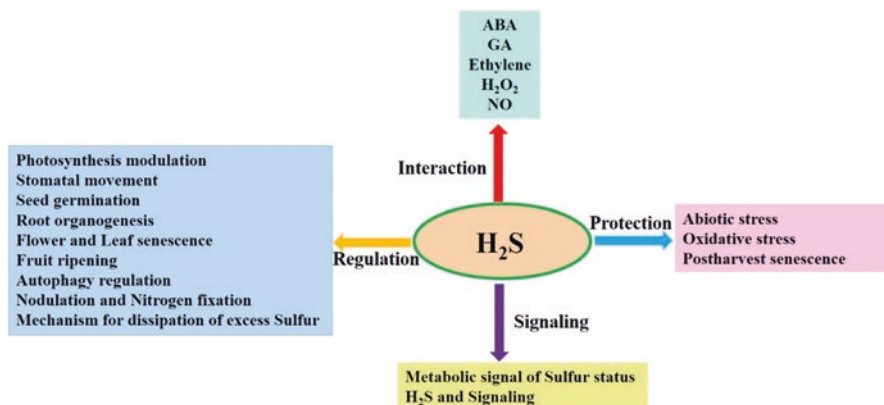 ABA
GA
Ethylene
H₂O₂
NO
Interaction
Photosynthesis modulation
Stomatal movement
Seed germination
Root organogenesis
Flower and Leaf senescence
Fruit ripening
Autophagy regulation
Nodulation and Nitrogen fixation
Mechanism for dissipation of excess Sulfur
Regulation
H₂S
Protection
Abiotic stress
Oxidative stress
Postharvest senescence
Signaling
Metabolic signal of Sulfur status
H₂S and Signaling